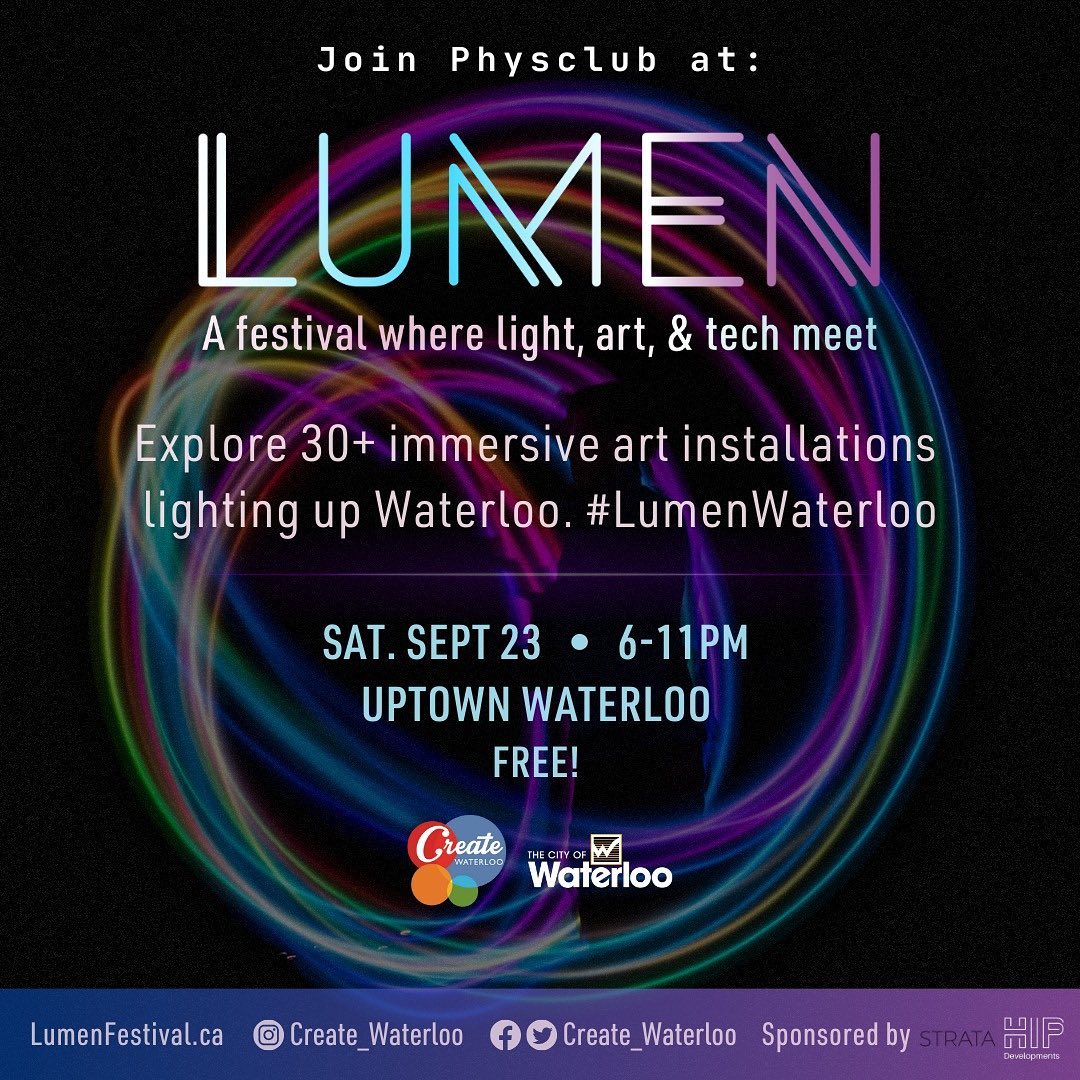 Join Physclub at:
LUMEN
A festival where light, art, & tech meet
Explore 30+ immersive art installations
lighting up Waterloo. #LumenWaterloo
SAT. SEPT 23 • 6-11PM
UPTOWN WATERLOO
FREE!
Create
WATERLOO
THE CITY OF
W
Waterloo
LumenFestival.ca Create_Waterloo Create_Waterloo Sponsored by STRATA HIP
Developments